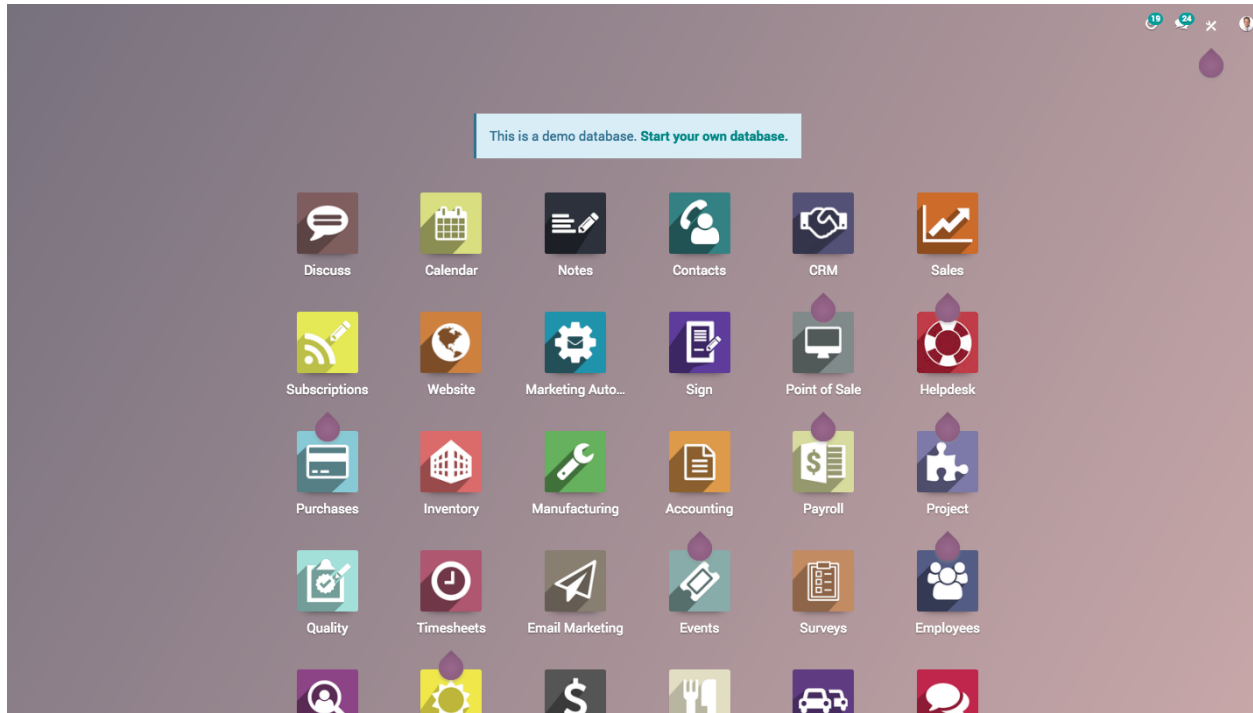 19 24
This is a demo database. Start your own database.
Discuss Calendar Notes Contacts CRM Sales
Subscriptions Website Marketing Auto... Sign Point of Sale Helpdesk
Purchases Inventory Manufacturing Accounting Payroll Project
Quality Timesheets Email Marketing Events Surveys Employees